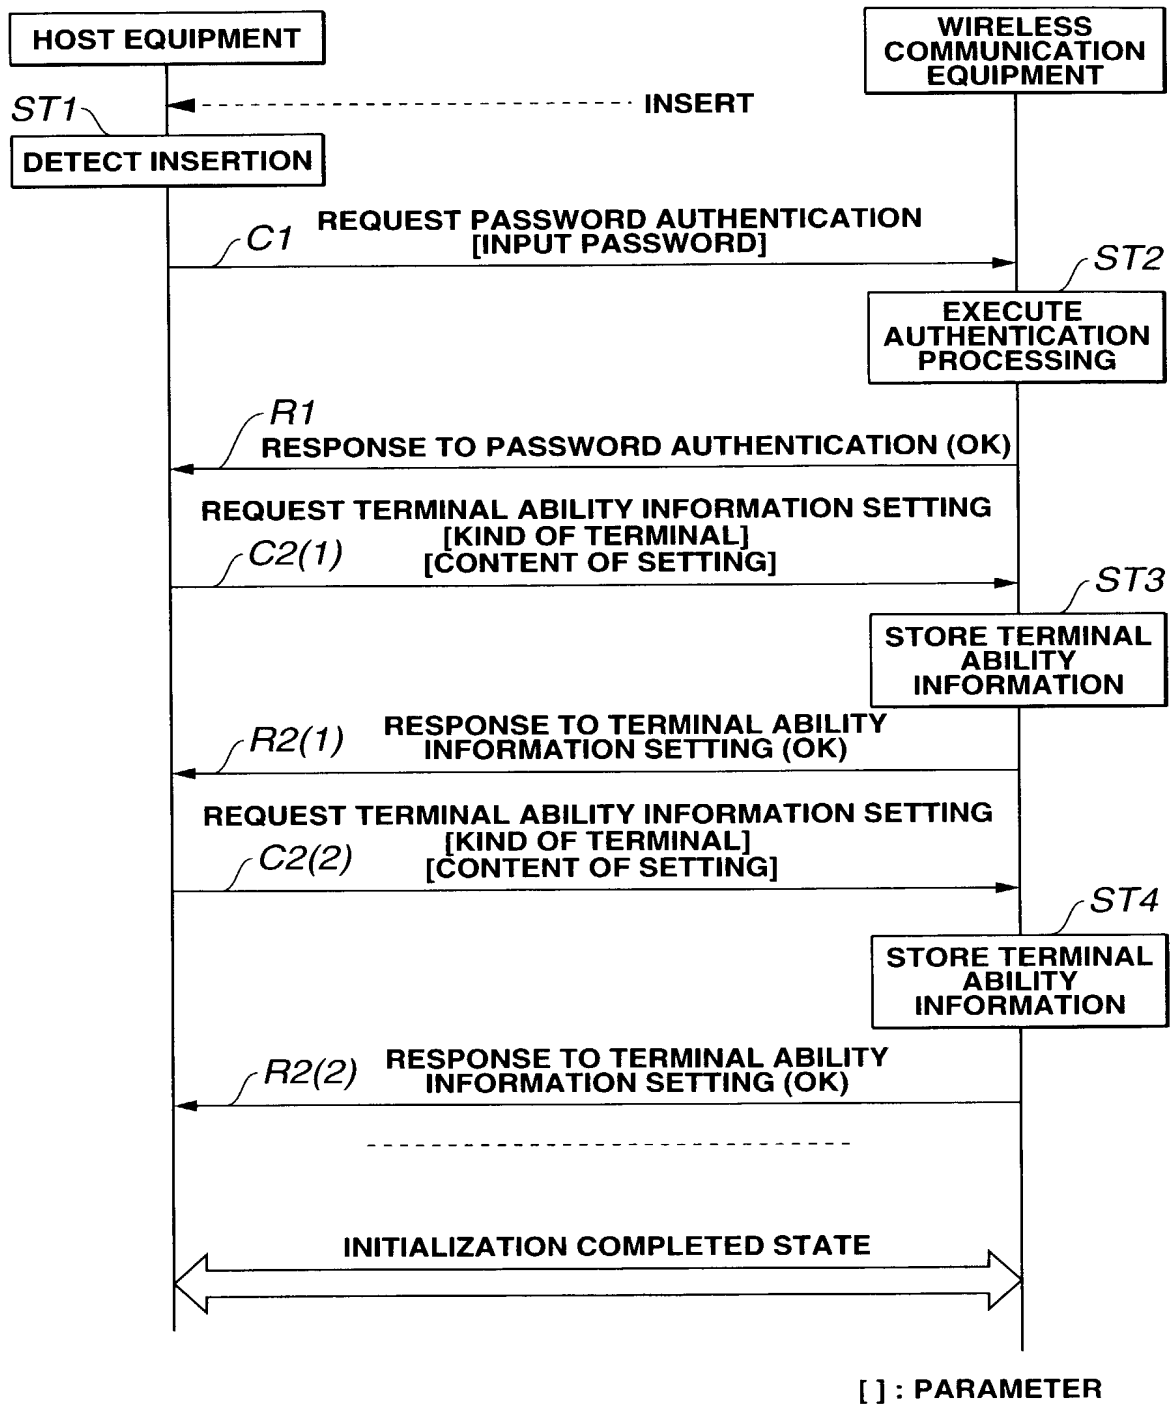 HOST EQUIPMENT
WIRELESS
COMMUNICATION
EQUIPMENT
INSERT
ST1
DETECT INSERTION
C1
REQUEST PASSWORD AUTHENTICATION
[INPUT PASSWORD]
ST2
EXECUTE
AUTHENTICATION
PROCESSING
R1
RESPONSE TO PASSWORD AUTHENTICATION (OK)
REQUEST TERMINAL ABILITY INFORMATION SETTING
[KIND OF TERMINAL]
[CONTENT OF SETTING]
C2(1)
ST3
STORE TERMINAL
ABILITY
INFORMATION
R2(1)
RESPONSE TO TERMINAL ABILITY
INFORMATION SETTING (OK)
REQUEST TERMINAL ABILITY INFORMATION SETTING
[KIND OF TERMINAL]
[CONTENT OF SETTING]
C2(2)
ST4
STORE TERMINAL
ABILITY
INFORMATION
R2(2)
RESPONSE TO TERMINAL ABILITY
INFORMATION SETTING (OK)
INITIALIZATION COMPLETED STATE
[ ] : PARAMETER